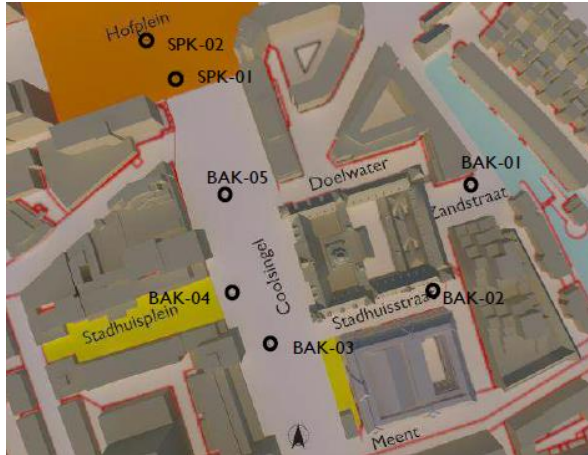 Hofplein
SPK-02
SPK-01
Doelwater
BAK-01
BAK-05
Zandstraat
Coolsingel
BAK-04
BAK-02
Stadhuisplein
Stadhuisstraat
BAK-03
Meent